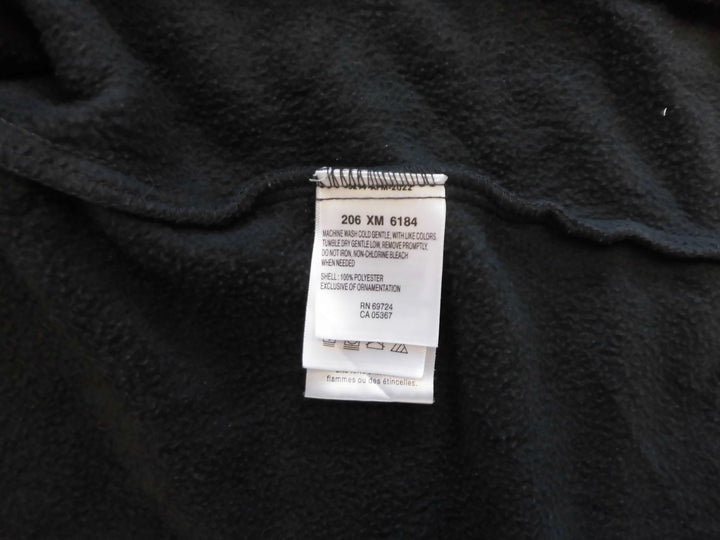 2022
206 XM 6184
MACHINE WASH COLD GENTLE, WITH LIKE COLORS.
TUMBLE DRY GENTLE LOW, REMOVE PROMPTLY,
DO NOT IRON, NON-CHLORINE BLEACH
WHEN NEEDED
SHELL: 100% POLYESTER
EXCLUSIVE OF ORNAMENTATION
RN 69724
CA 05367
flammes ou des étincelles.